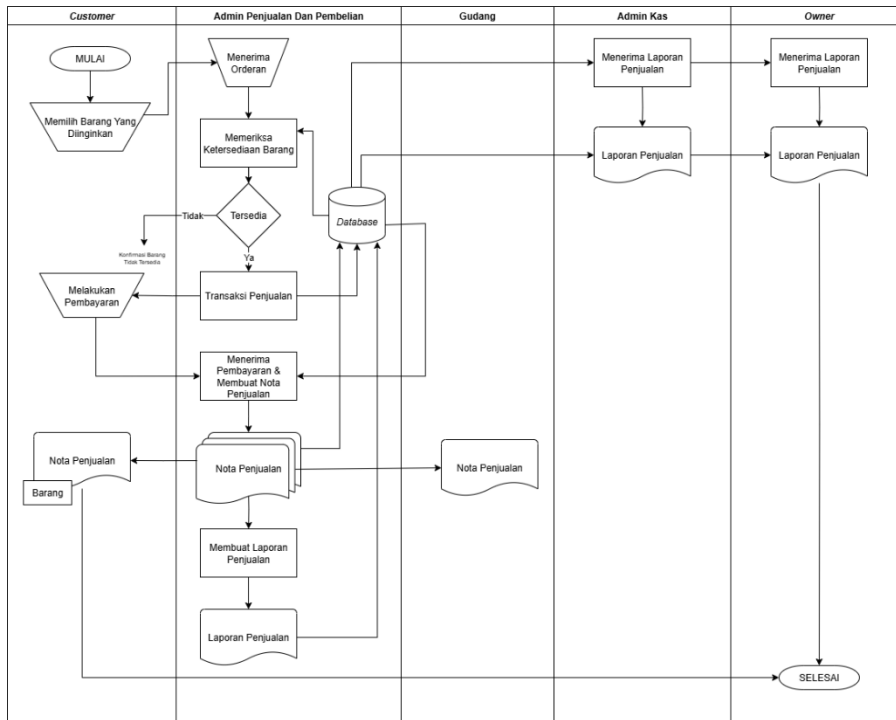 Customer
Admin Penjualan Dan Pembelian
Gudang
Admin Kas
Owner
MULAI
Menerima
Orderan
Menerima Laporan
Penjualan
Menerima Laporan
Penjualan
Memilih Barang Yang
Diinginkan
Memeriksa
Ketersediaan Barang
Laporan Penjualan
Laporan Penjualan
Tidak
Tersedia
Database
Konfirmasi Barang
Tidak Tersedia
Ya
Melakukan
Pembayaran
Transaksi Penjualan
Menerima
Pembayaran &
Membuat Nota
Penjualan
Nota Penjualan
Barang
Nota Penjualan
Nota Penjualan
Membuat Laporan
Penjualan
Laporan Penjualan
SELESAI